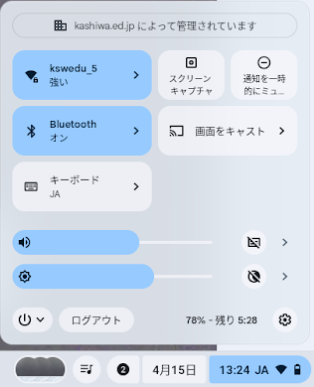 kashiwa.ed.jp によって管理されています
kswedu_5
強い
スクリーン
キャプチャ
通知を一時
的にミュ...
Bluetooth
オン
画面をキャスト
キーボード
JA
ログアウト
78% - 残り 5:28
2
4月15日
13:24 JA